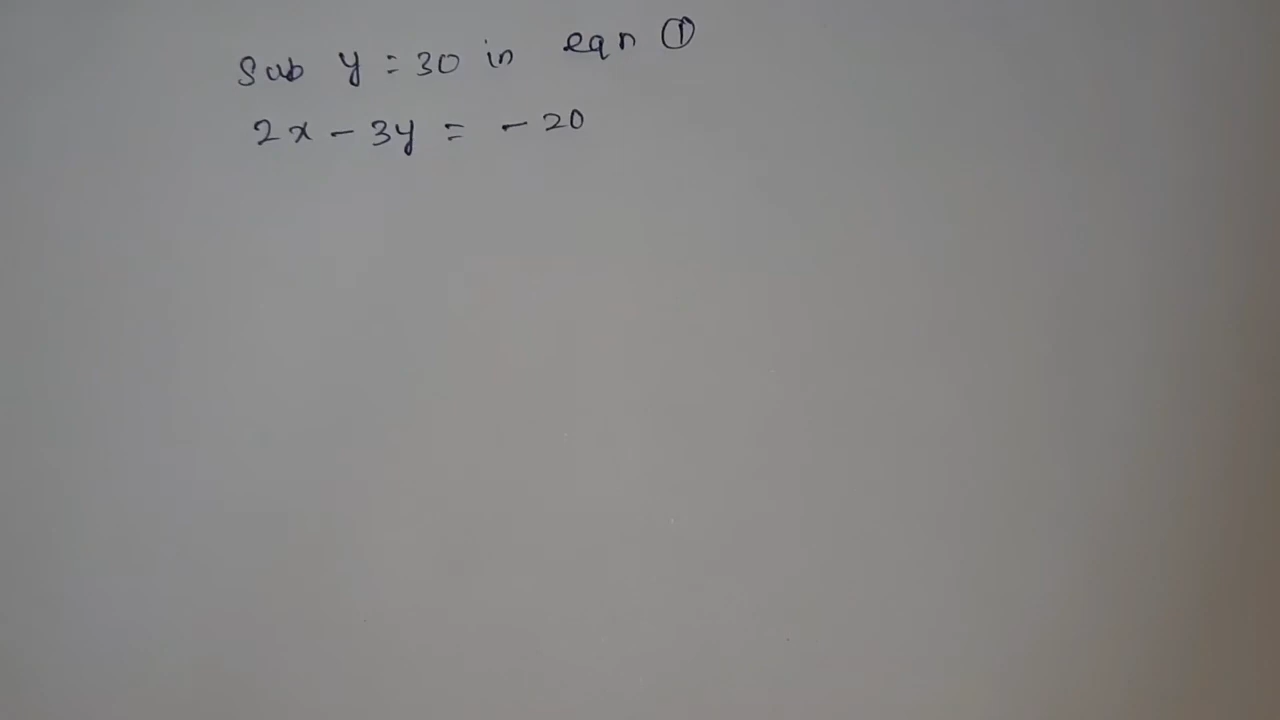 Sub y = 30 in eqn ①
2x - 3y = - 20